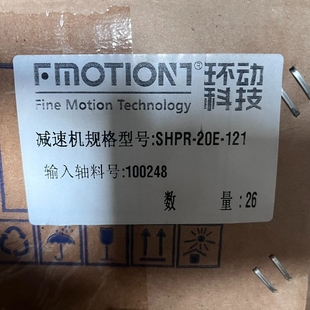 FMOTION® 环动
Fine Motion Technology 科技
减速机规格型号:SHPR-20E-121
输入轴料号:100248
数 量:26